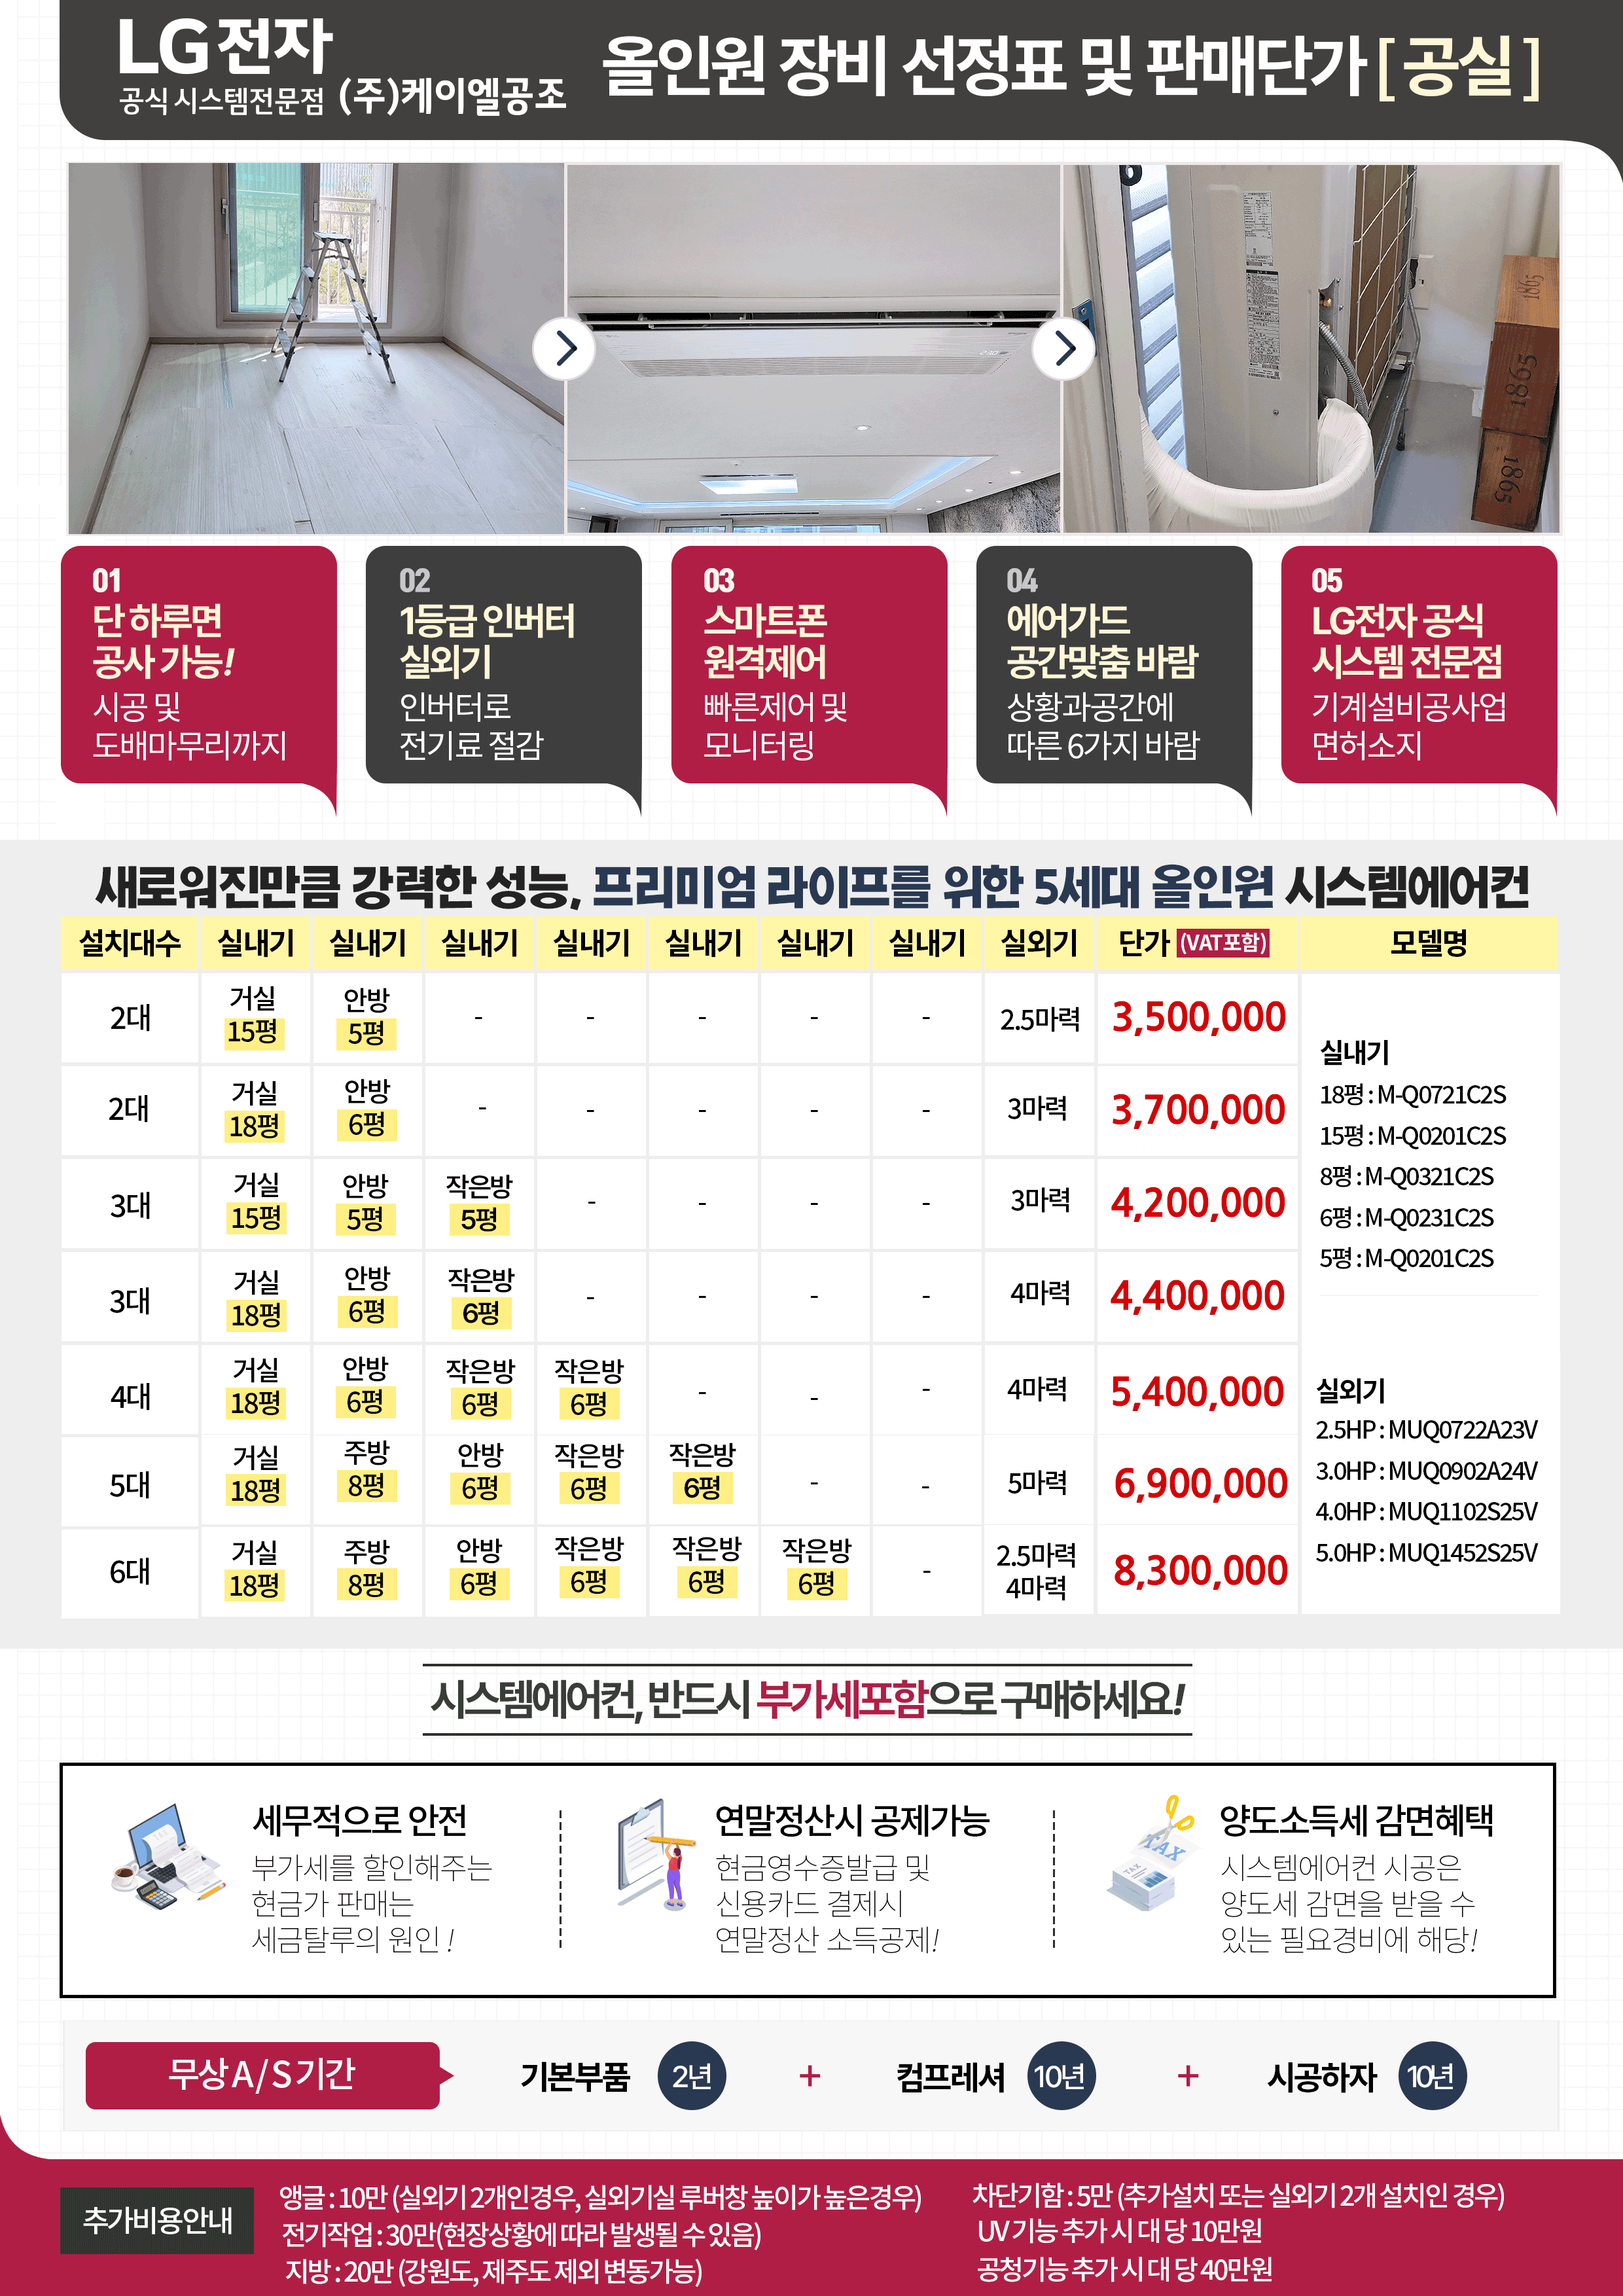 LG전자
공식 시스템전문점 (주)케이엘공조
올인원 장비 선정표 및 판매단가 [공실]
1865
1865
1865
01
단 하루면
공사 가능!
시공 및
도배마무리까지
02
1등급 인버터
실외기
인버터로
전기료 절감
03
스마트폰
원격제어
빠른제어 및
모니터링
04
에어가드
공간맞춤 바람
상황과공간에
따른 6가지 바람
05
LG전자 공식
시스템 전문점
기계설비공사업
면허소지
새로워진만큼 강력한 성능, 프리미엄 라이프를 위한 5세대 올인원 시스템에어컨
설치대수 실내기 실내기 실내기 실내기 실내기 실내기 실내기 실외기 단가 (VAT포함) 모델명
2대 거실 15평 안방 5평 - - - - - 2.5마력 3,500,000
2대 거실 18평 안방 6평 - - - - - 3마력 3,700,000
3대 거실 15평 안방 5평 작은방 5평 - - - - 3마력 4,200,000
3대 거실 18평 안방 6평 작은방 6평 - - - - 4마력 4,400,000
4대 거실 18평 안방 6평 작은방 6평 작은방 6평 - - - 4마력 5,400,000
5대 거실 18평 주방 8평 안방 6평 작은방 6평 작은방 6평 - - 5마력 6,900,000
6대 거실 18평 주방 8평 안방 6평 작은방 6평 작은방 6평 작은방 6평 - 2.5마력 4마력 8,300,000
실내기
18평 : M-Q0721C2S
15평 : M-Q0201C2S
8평 : M-Q0321C2S
6평 : M-Q0231C2S
5평 : M-Q0201C2S
실외기
2.5HP : MUQ0722A23V
3.0HP : MUQ0902A24V
4.0HP : MUQ1102S25V
5.0HP : MUQ1452S25V
시스템에어컨, 반드시 부가세포함으로 구매하세요!
세무적으로 안전
부가세를 할인해주는
현금가 판매는
세금탈루의 원인 !
연말정산시 공제가능
현금영수증발급 및
신용카드 결제시
연말정산 소득공제!
TAX
TAX
양도소득세 감면혜택
시스템에어컨 시공은
양도세 감면을 받을 수
있는 필요경비에 해당!
무상 A/S 기간
기본부품 2년 + 컴프레셔 10년 + 시공하자 10년
추가비용안내
앵글 : 10만 (실외기 2개인경우, 실외기실 루버창 높이가 높은경우)
전기작업 : 30만(현장상황에 따라 발생될 수 있음)
지방 : 20만 (강원도, 제주도 제외 변동가능)
차단기함 : 5만 (추가설치 또는 실외기 2개 설치인 경우)
UV 기능 추가 시 대 당 10만원
공청기능 추가 시 대 당 40만원